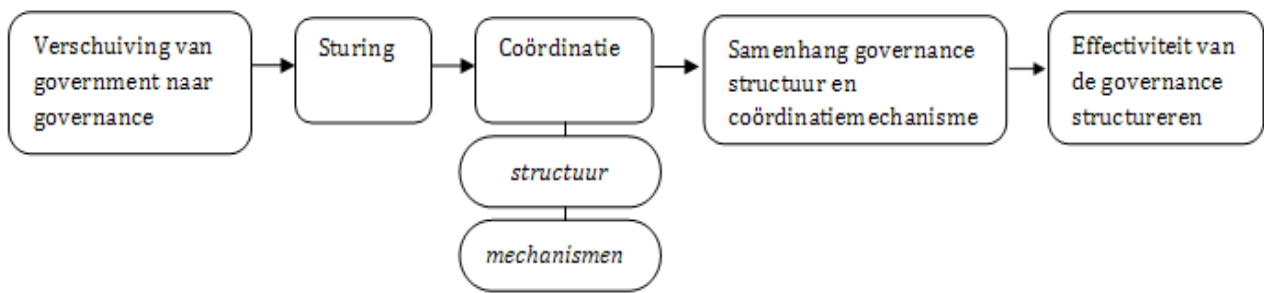 Verschuiving van
government naar
governance
Sturing
Coördinatie
structuur
mechanismen
Samenhang governance
structuur en
coördinatiemechanisme
Effectiviteit van
de governance
structureren